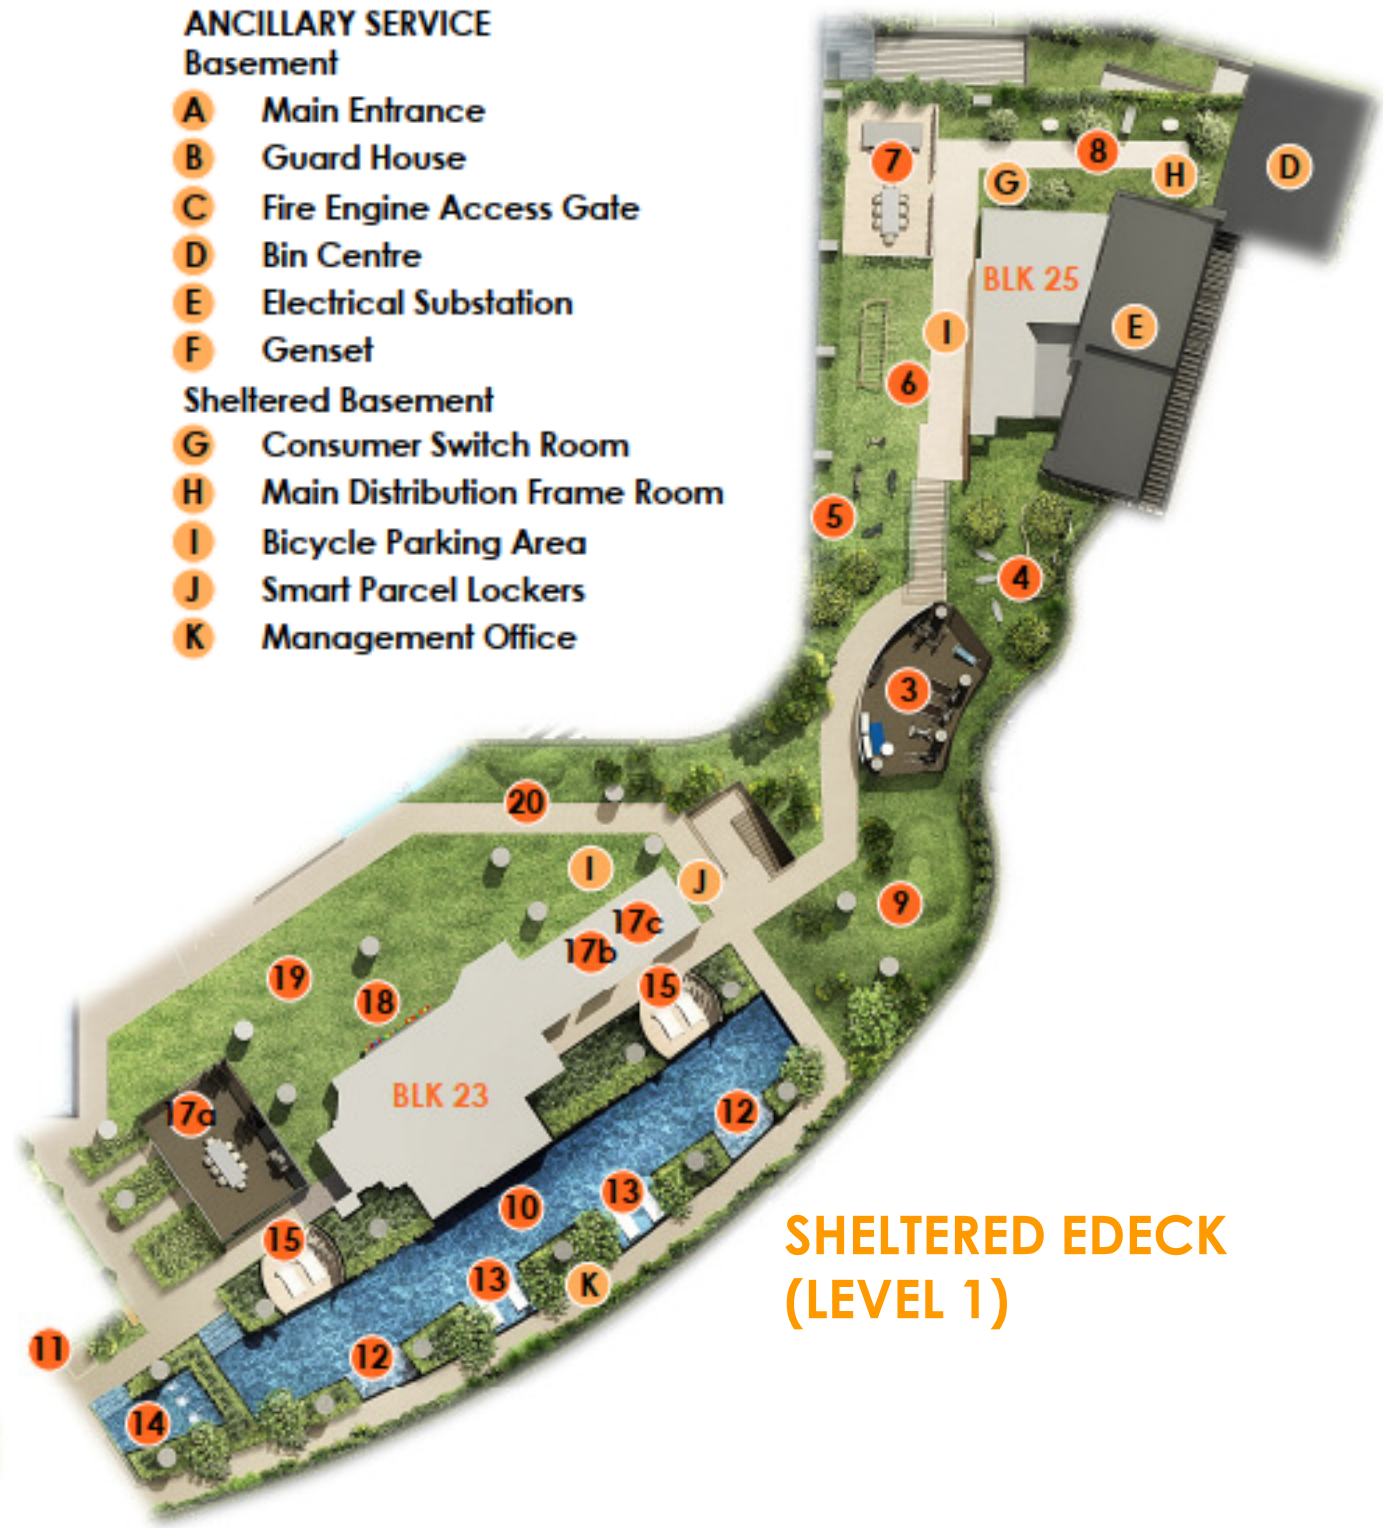 ANCILLARY SERVICE
Basement
A Main Entrance
B Guard House
C Fire Engine Access Gate
D Bin Centre
E Electrical Substation
F Genset
Sheltered Basement
G Consumer Switch Room
H Main Distribution Frame Room
I Bicycle Parking Area
J Smart Parcel Lockers
K Management Office
7
8
G
H
D
BLK 25
I
E
6
5
4
3
20
I
J
9
17c
17b
15
19
18
BLK 23
17a
12
13
10
15
13
K
SHELTERED EDECK
(LEVEL 1)
11
12
14